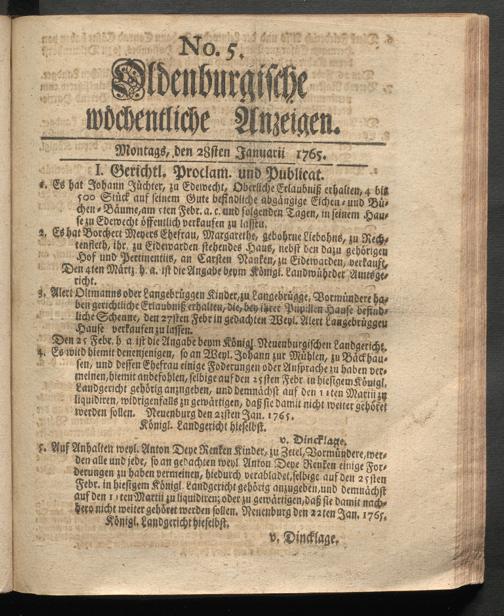 No. 5.
Oldenburgische
wöchentliche Anzeigen.
Montags, den 28sten Januarii 1765.
I. Gerichtl. Proclam. und Publicat.
1. Es hat Johann Jüchter, zu Edewecht, Oberliche Erlaubniß erhalten, 4 bis
500 Stück auf seinem Gute befindliche abgängige Eichen- und Bü-
chen-Bäume, am 5ten Febr. a. c. und folgenden Tagen, in seinem Hau-
se zu Edewecht öffentlich verkaufen zu lassen.
2. Es hat Borchert Meyers Ehefrau, Margarethe, gebohrne Liebohns, zu Rech-
tenfleth, ihr, zu Eidewarden stehendes Haus, nebst den dazu gehörigen
Hof und Pertinentiis, an Carsten Nanken, zu Eidewarden, verkauft.
Den 4ten Märtz. h. a. ist die Angabe beym Königl. Landwührder Amtsge-
richt.
3. Alert Oltmanns oder Langebrüggen Kinder, zu Langebrügge, Vormünder ha-
ben gerichtliche Erlaubniß erhalten, die, bey ihrer Pupillen Hause befind-
liche Scheune, den 27sten Febr in gedachten Weyl. Alert Langebrüggen
Hause verkaufen zu lassen.
Den 25 Febr. h a ist die Angabe beym Königl Neuenburgischen Landgericht.
4. Es wird hiemit denenjenigen, so an Weyl. Johann zur Mühlen, zu Bäckhau-
sen, und dessen Ehefrau einige Foderungen oder Ansprache zu haben ver-
meinen, hiemit andefohlen, selbige auf den 25sten Febr. in hiesigem Königl.
Landgericht gehörig anzugeben, und demnächst auf den 11ten Martii zu
liquidiren, widrigenfalls zu gewärtigen, daß sie damit nicht weiter gehöret
werden sollen. Neuenburg den 21sten Jan. 1765.
Königl. Landgericht hieselbst.
v. Dincklage.
5. Auf Anhalten weyl. Anton Deye Renken Kinder, zu Zetel, Vormündere, wer-
den alle und jede, so an gedachten weyl. Anton Deye Renken einige For-
derungen zu haben vermeinen, hiedurch verabladet, selbige auf den 25sten
Febr. in hiesigem Königl. Landgericht gehörig anzugeben, und demnächst
auf den 11ten Martii zu liquidiren; oder zu gewärtigen, daß sie damit nach-
hero nicht weiter gehöret werden sollen. Neuenburg den 22ten Jan. 1765.
Königl. Landgericht hieselbst.
v. Dincklage.